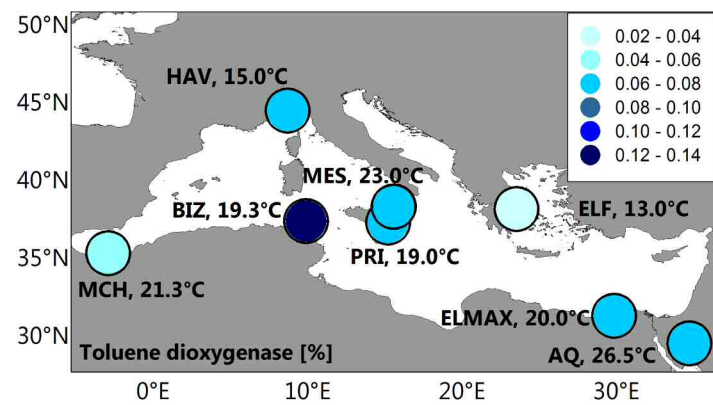 50°N
45°N
40°N
35°N
30°N
0.02 - 0.04
0.04 - 0.06
0.06 - 0.08
0.08 - 0.10
0.10 - 0.12
0.12 - 0.14
HAV, 15.0°C
MES, 23.0°C
BIZ, 19.3°C
ELF, 13.0°C
PRI, 19.0°C
MCH, 21.3°C
ELMAX, 20.0°C
AQ, 26.5°C
Toluene dioxygenase [%]
0°E
10°E
20°E
30°E